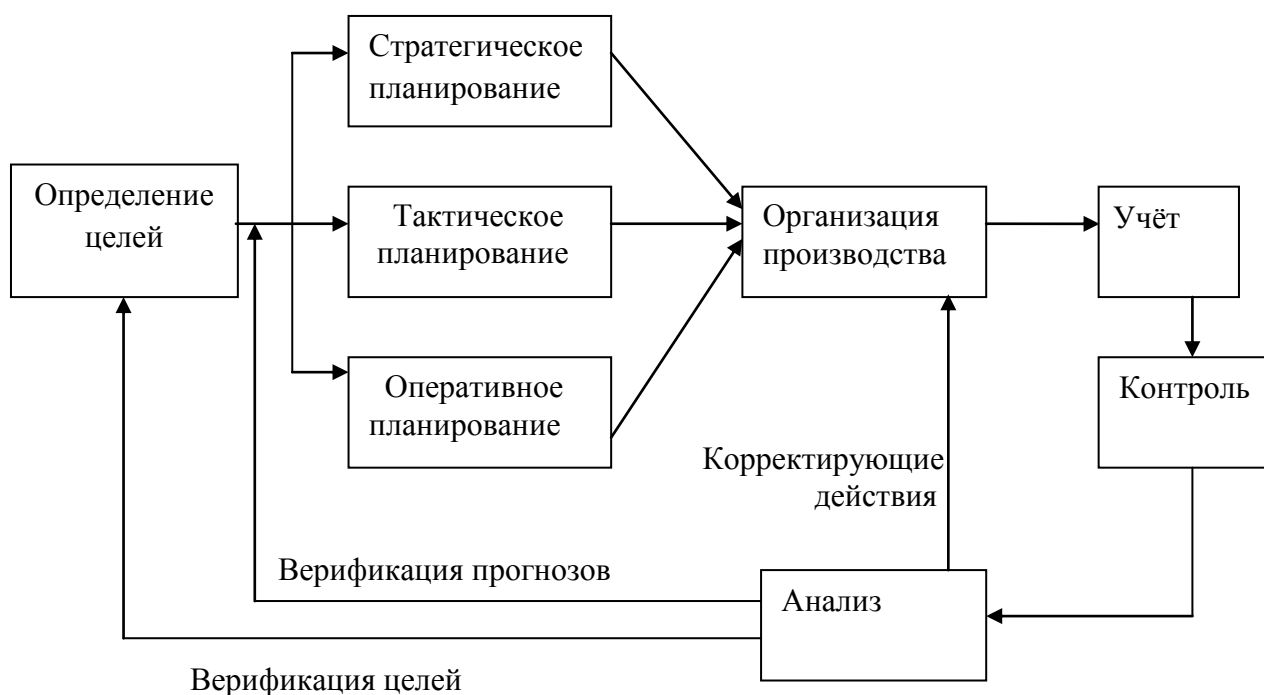 Стратегическое
планирование
Определение
целей
Тактическое
планирование
Организация
производства
Учёт
Оперативное
планирование
Контроль
Корректирующие
действия
Верификация прогнозов
Анализ
Верификация целей